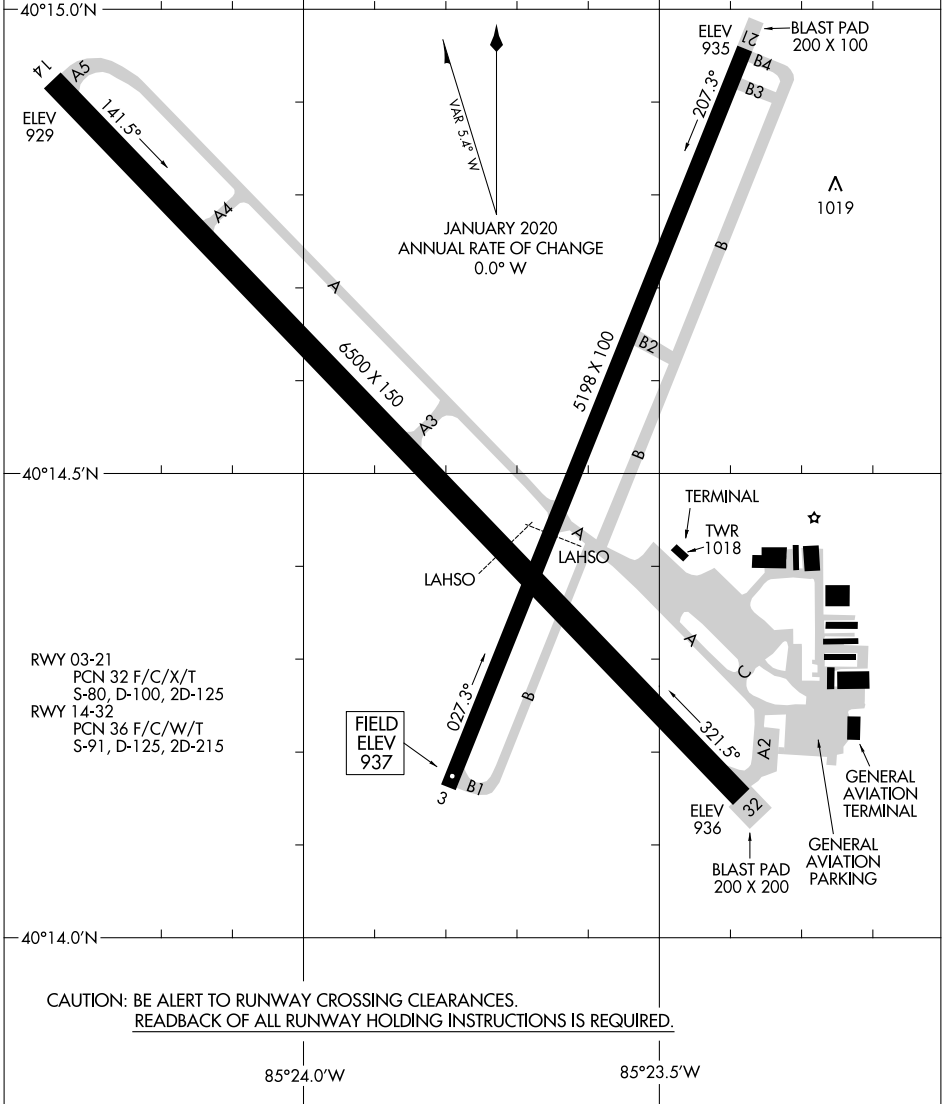 40°15.0'N
14
A5
ELEV
929
141.5°
A4
A
6500 X 150
A3
VAR 5.4° W
JANUARY 2020
ANNUAL RATE OF CHANGE
0.0° W
ELEV
935
21
BLAST PAD
200 X 100
B4
B3
207.3°
1019
B
B2
5198 X 100
B
40°14.5'N
TERMINAL
TWR
1018
A
LAHSO
LAHSO
A
C
B
RWY 03-21
PCN 32 F/C/X/T
S-80, D-100, 2D-125
RWY 14-32
PCN 36 F/C/W/T
S-91, D-125, 2D-215
FIELD
ELEV
937
027.3°
3
B1
321.5°
A2
ELEV
936
32
BLAST PAD
200 X 200
GENERAL
AVIATION
TERMINAL
GENERAL
AVIATION
PARKING
40°14.0'N
CAUTION: BE ALERT TO RUNWAY CROSSING CLEARANCES.
READBACK OF ALL RUNWAY HOLDING INSTRUCTIONS IS REQUIRED.
85°24.0'W
85°23.5'W